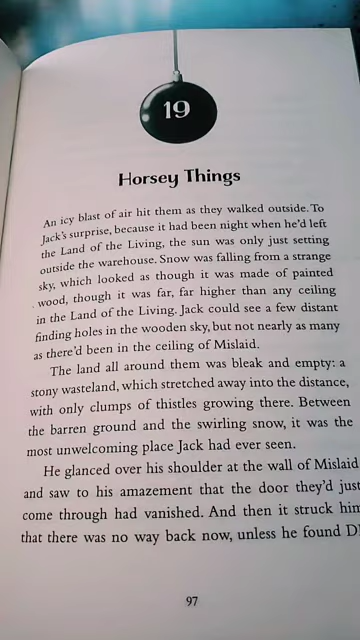 19
Horsey Things
An icy blast of air hit them as they walked outside. To
Jack's surprise, because it had been night when he'd left
the Land of the Living, the sun was only just setting
outside the warehouse. Snow was falling from a strange
sky, which looked as though it was made of painted
wood, though it was far, far higher than any ceiling
in the Land of the Living. Jack could see a few distant
finding holes in the wooden sky, but not nearly as many
as there'd been in the ceiling of Mislaid.
The land all around them was bleak and empty: a
stony wasteland, which stretched away into the distance,
with only clumps of thistles growing there. Between
the barren ground and the swirling snow, it was the
most unwelcoming place Jack had ever seen.
He glanced over his shoulder at the wall of Mislaid
and saw to his amazement that the door they'd just
come through had vanished. And then it struck him
that there was no way back now, unless he found
97